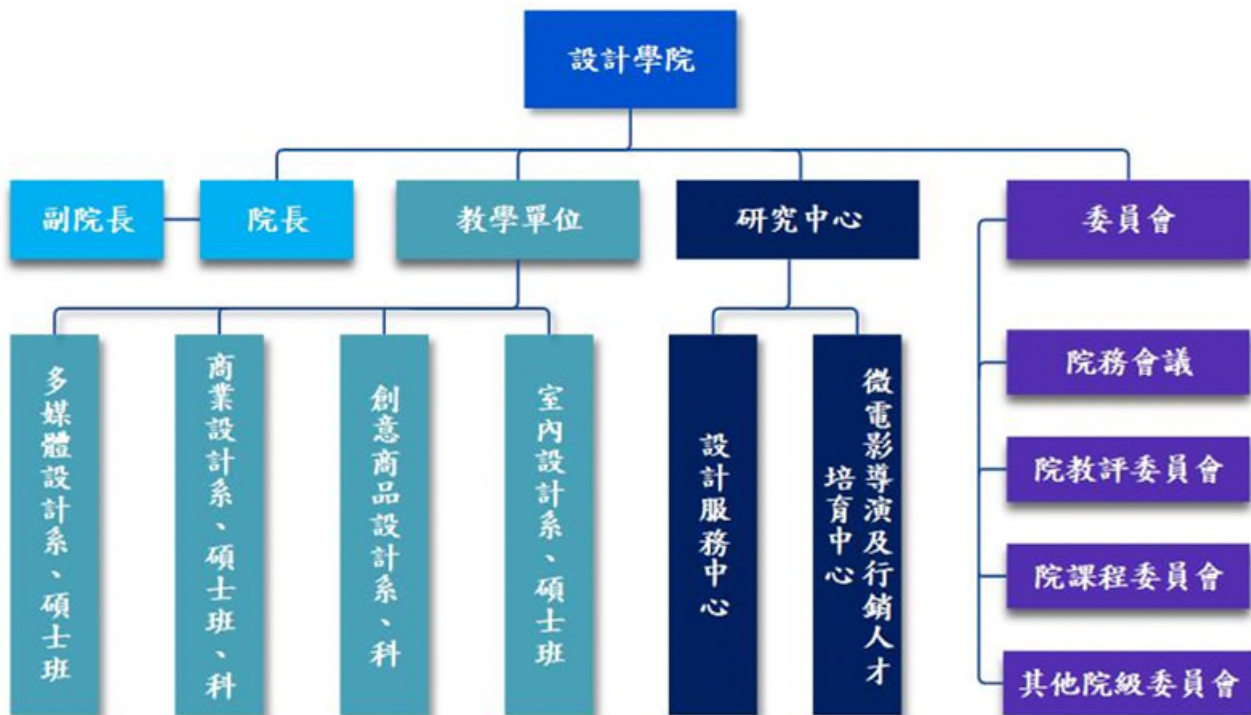 設計學院
副院長
院長
教學單位
研究中心
委員會
多媒體設計系、碩士班
商業設計系、碩士班、科
創意商品設計系、科
室內設計系、碩士班
設計服務中心
微電影導演及行銷人才
培育中心
院務會議
院教評委員會
院課程委員會
其他院級委員會